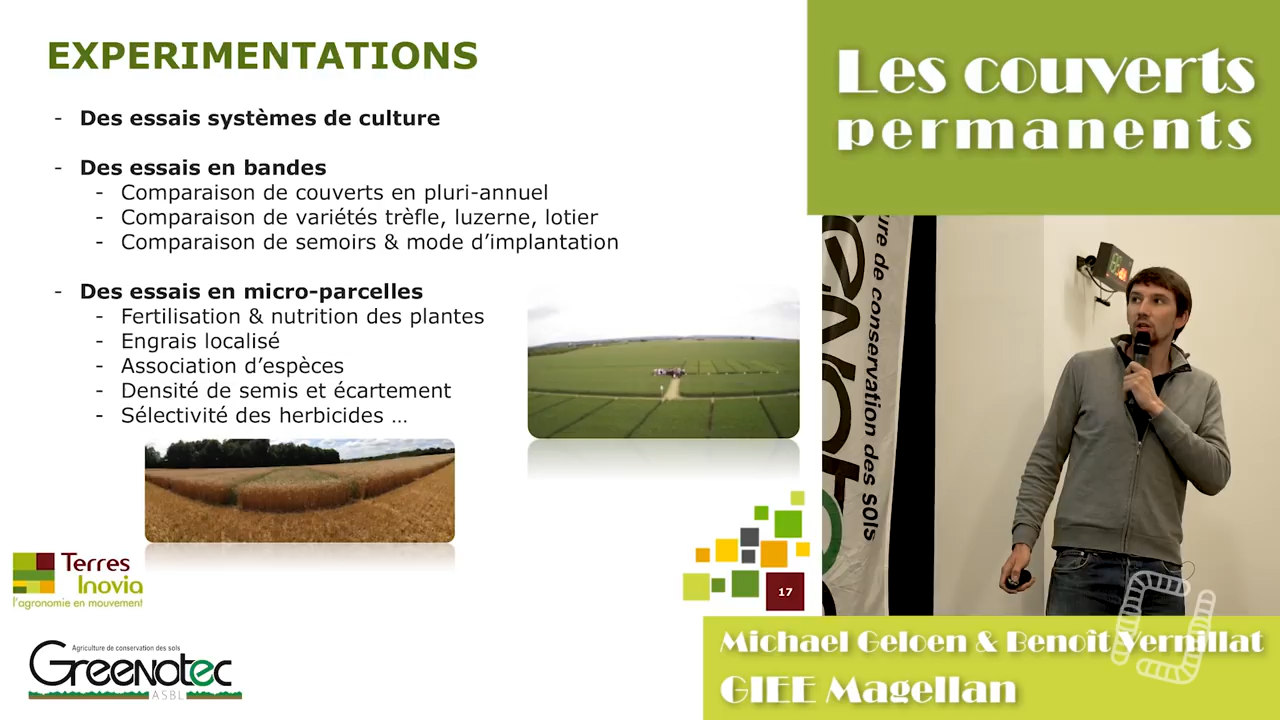 EXPERIMENTATIONS
- Des essais systèmes de culture
- Des essais en bandes
- Comparaison de couverts en pluri-annuel
- Comparaison de variétés trèfle, luzerne, lotier
- Comparaison de semoirs & mode d’implantation
- Des essais en micro-parcelles
- Fertilisation & nutrition des plantes
- Engrais localisé
- Association d’espèces
- Densité de semis et écartement
- Sélectivité des herbicides …
Terres
Inovia
l'agronomie en mouvement
17
Agriculture de conservation des sols
Greenotec
ASBL
Les couverts
permanents
ure de conservation des sols
Michael Geloen & Benoît Vernillat
GIEE Magellan